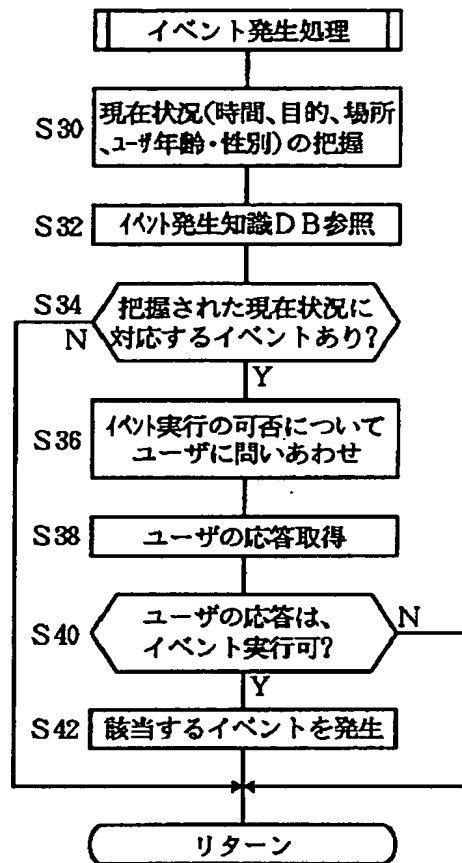 イベント発生処理
S30
現在状況(時間、目的、場所
、ユーザ年齢・性別)の把握
S32
イベント発生知識DB参照
S34
把握された現在状況に
対応するイベントあり?
N
Y
S36
イベント実行の可否について
ユーザに問いあわせ
S38
ユーザの応答取得
S40
ユーザの応答は、
イベント実行可?
N
Y
S42
該当するイベントを発生
リターン